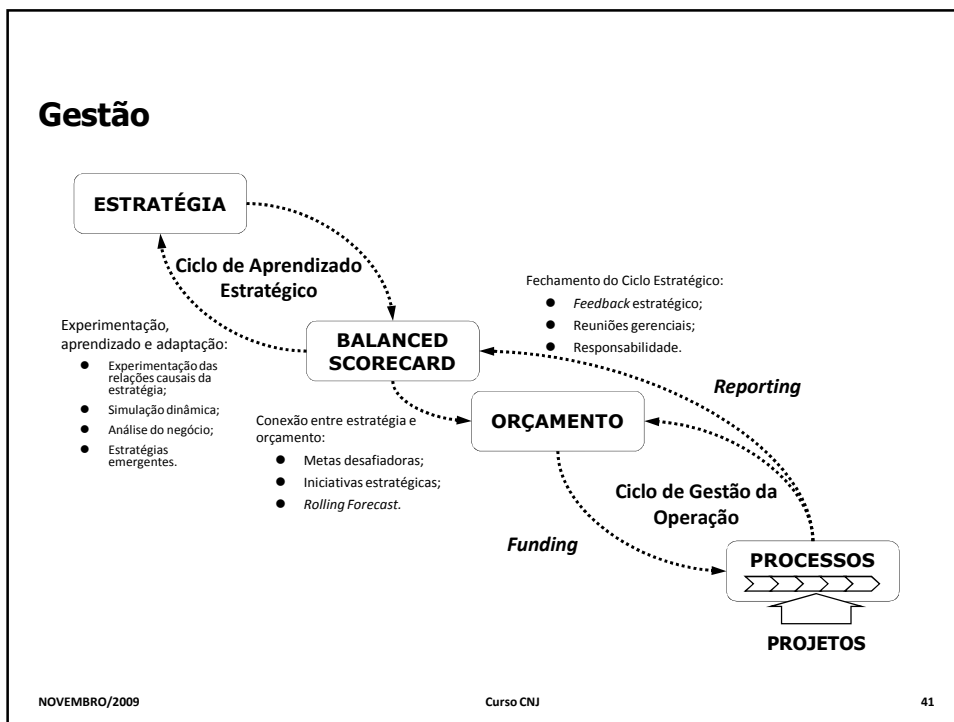 Gestão
ESTRATÉGIA
Ciclo de Aprendizado
Estratégico
Experimentação,
aprendizado e adaptação:
● Experimentação das
relações causais da
estratégia;
● Simulação dinâmica;
● Análise do negócio;
● Estratégias
emergentes.
BALANCED
SCORECARD
Fechamento do Ciclo Estratégico:
● Feedback estratégico;
● Reuniões gerenciais;
● Responsabilidade.
Reporting
Conexão entre estratégia e
orçamento:
● Metas desafiadoras;
● Iniciativas estratégicas;
● Rolling Forecast.
ORÇAMENTO
Ciclo de Gestão da
Operação
Funding
PROCESSOS
PROJETOS
NOVEMBRO/2009
Curso CNJ
41